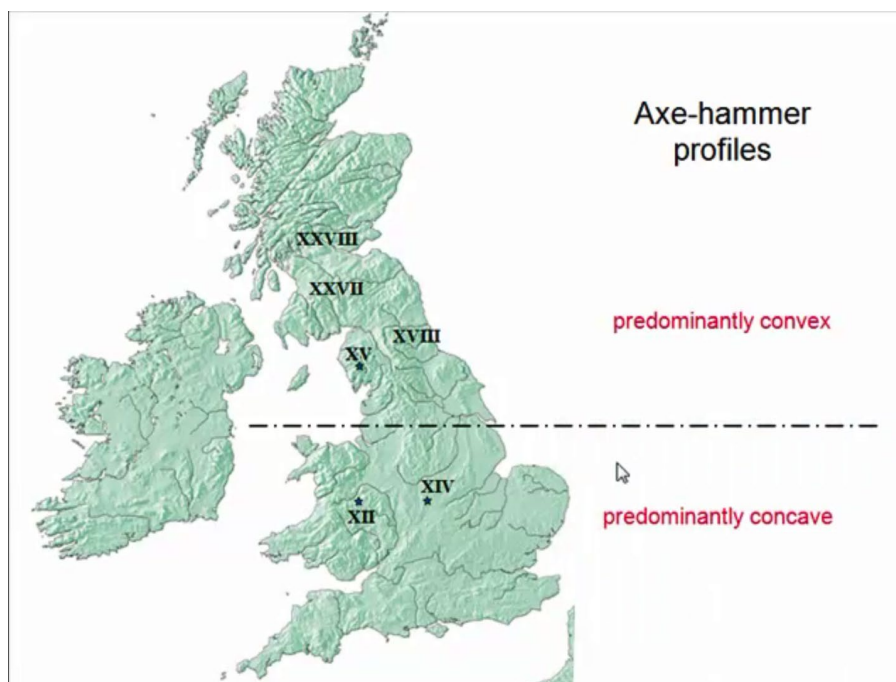 Axe-hammer
profiles
XXVIII
XXVII
predominantly convex
XVIII
XV
XIV
XII
predominantly concave